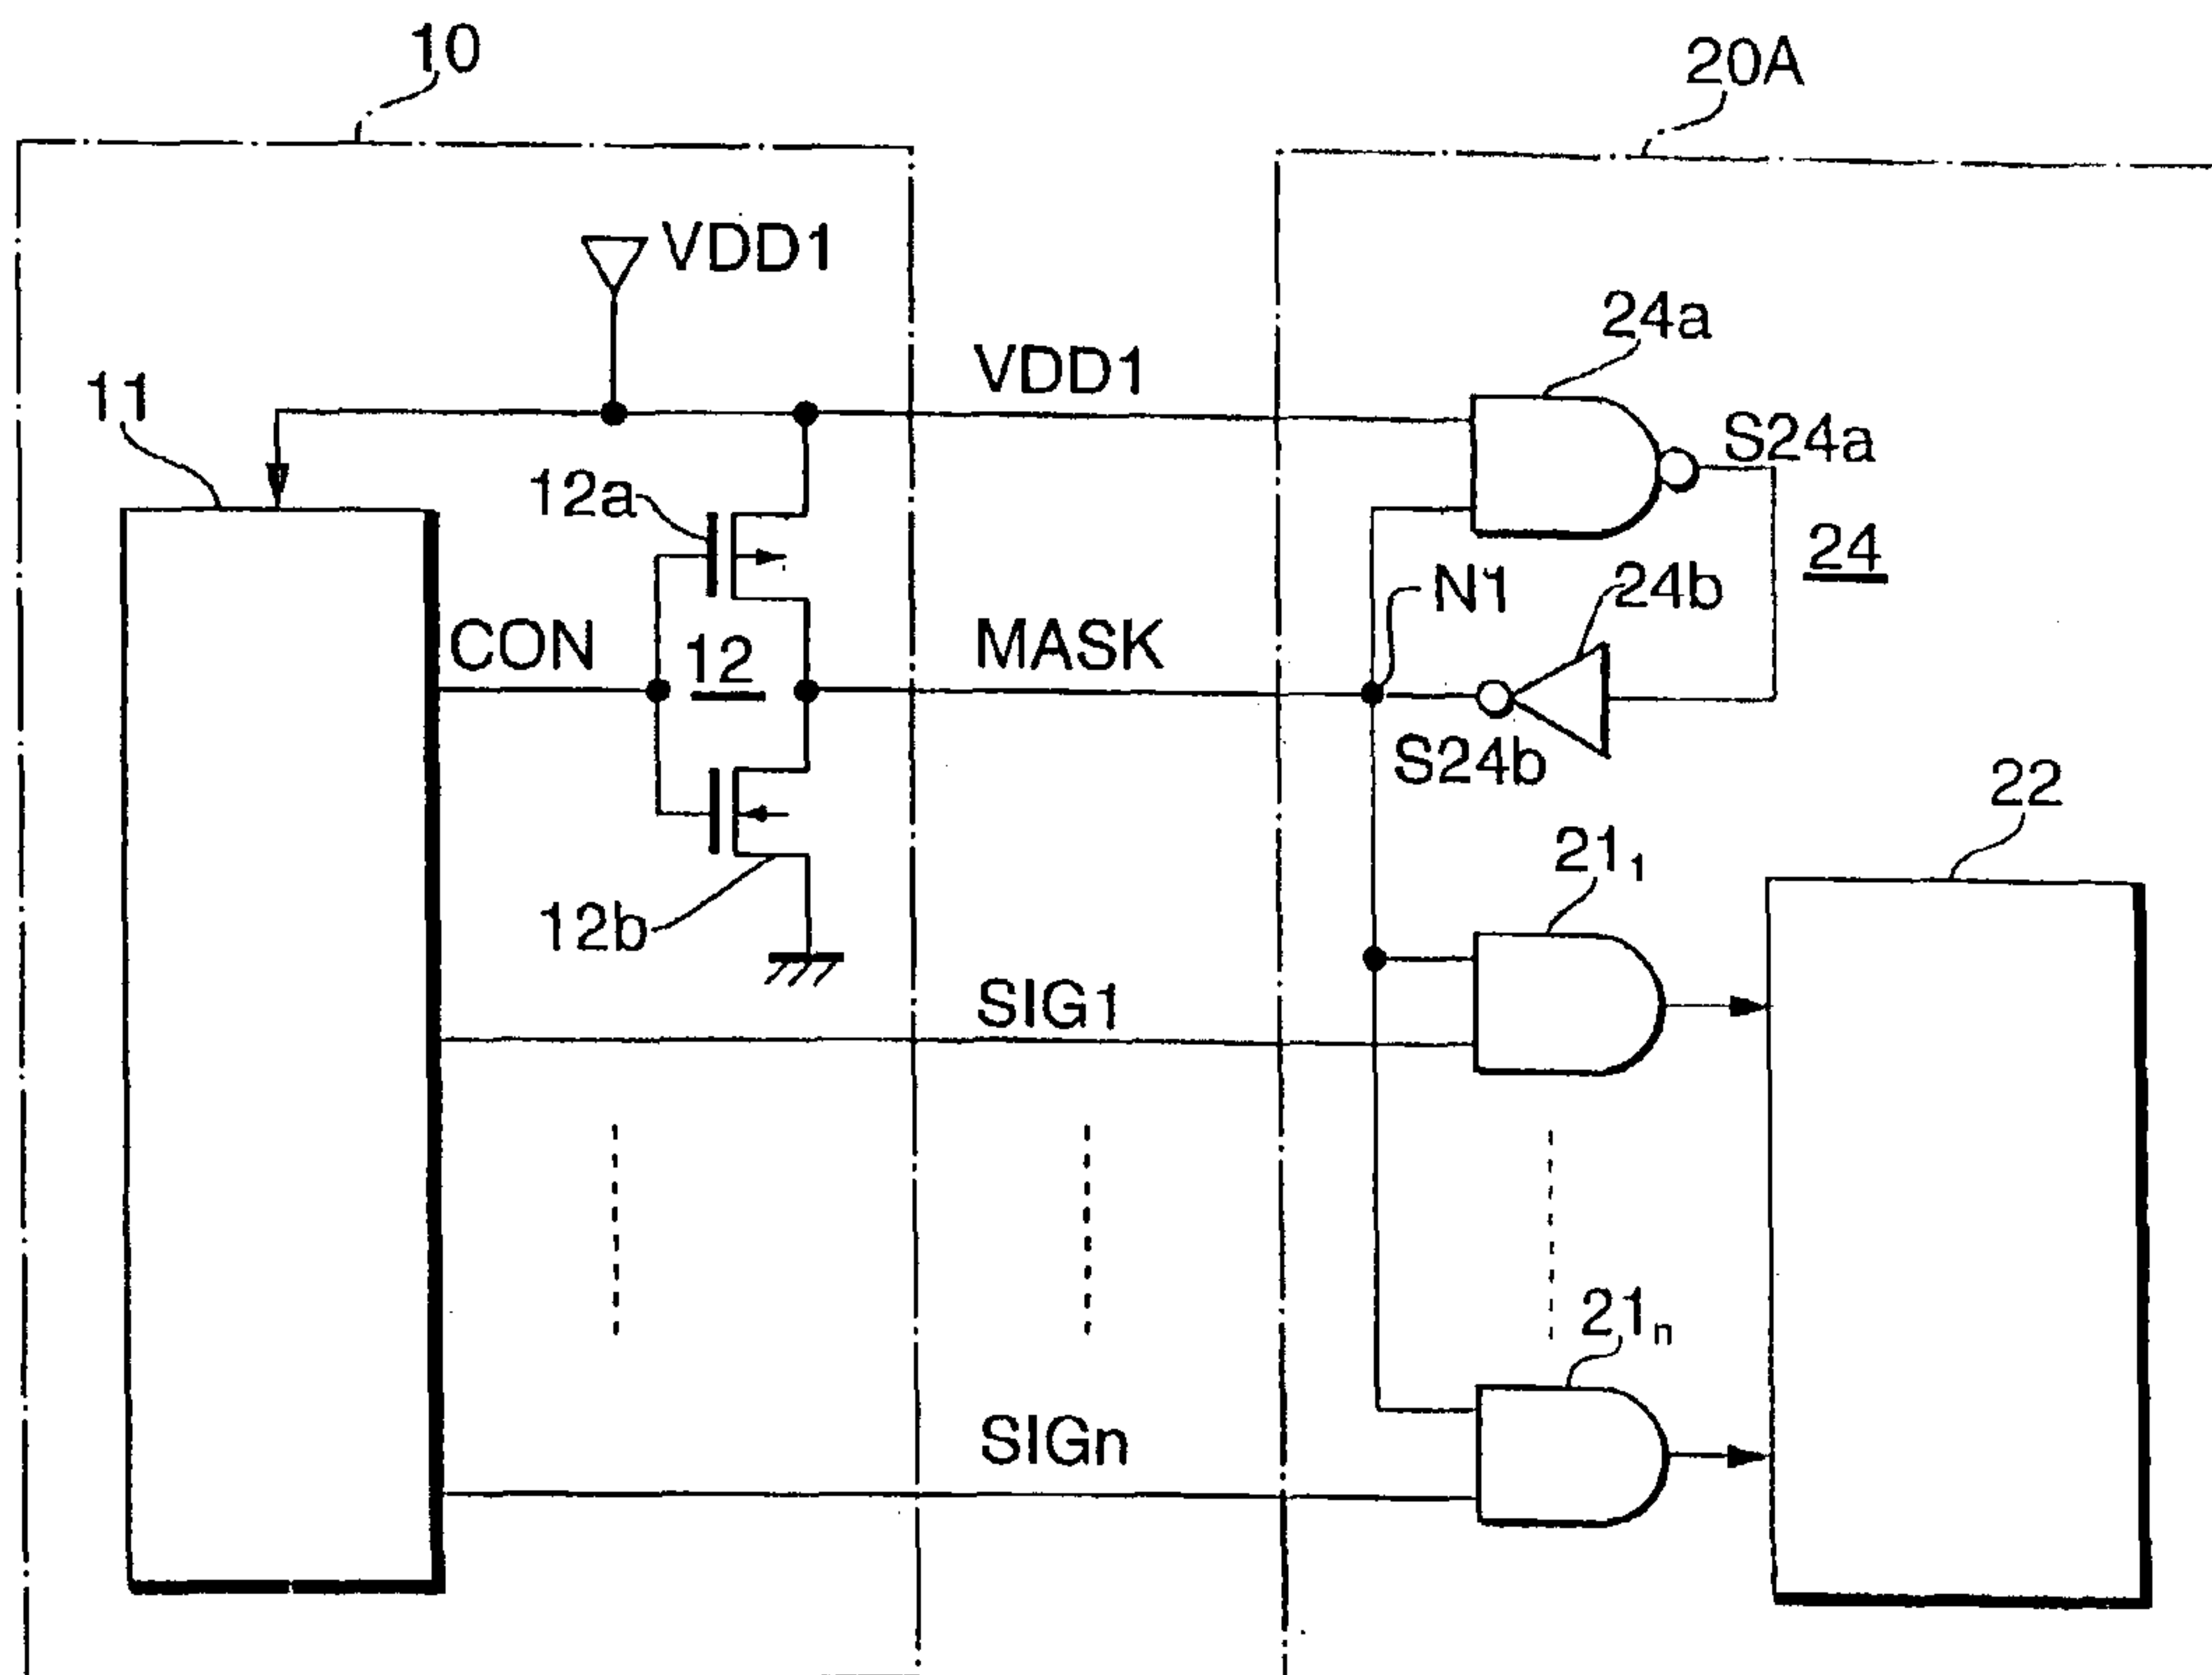 10
20A
VDD1
24a
VDD1
11
S24a
12a
24
24b
N1
CON
12
MASK
S24b
22
21₁
12b
SIG1
21ₙ
SIGn